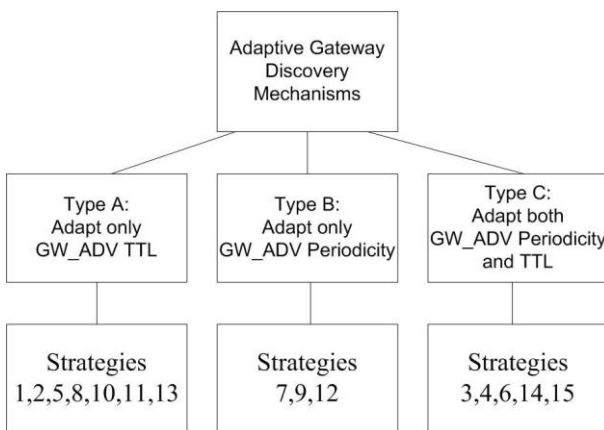 Adaptive Gateway
Discovery
Mechanisms
Type A:
Adapt only
GW_ADV TTL
Type B:
Adapt only
GW_ADV Periodicity
Type C:
Adapt both
GW_ADV Periodicity
and TTL
Strategies
1,2,5,8,10,11,13
Strategies
7,9,12
Strategies
3,4,6,14,15